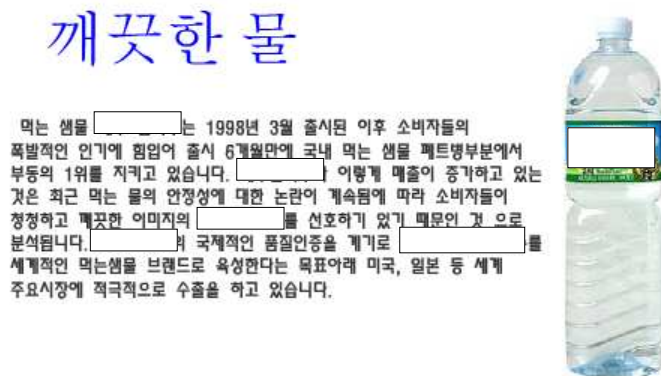 깨끗한 물
먹는 샘물 는 1998년 3월 출시된 이후 소비자들의
폭발적인 인기에 힘입어 출시 6개월만에 국내 먹는 샘물 페트병부분에서
부동의 1위를 지키고 있습니다. 이렇게 매출이 증가하고 있는
것은 최근 먹는 물의 안정성에 대한 논란이 계속됨에 따라 소비자들이
청청하고 깨끗한 이미지의 를 선호하기 있기 때문인 것 으로
분석됩니다. 의 국제적인 품질인증을 계기로 를
세계적인 먹는샘물 브랜드로 육성한다는 목표아래 미국, 일본 등 세계
주요시장에 적극적으로 수출을 하고 있습니다.